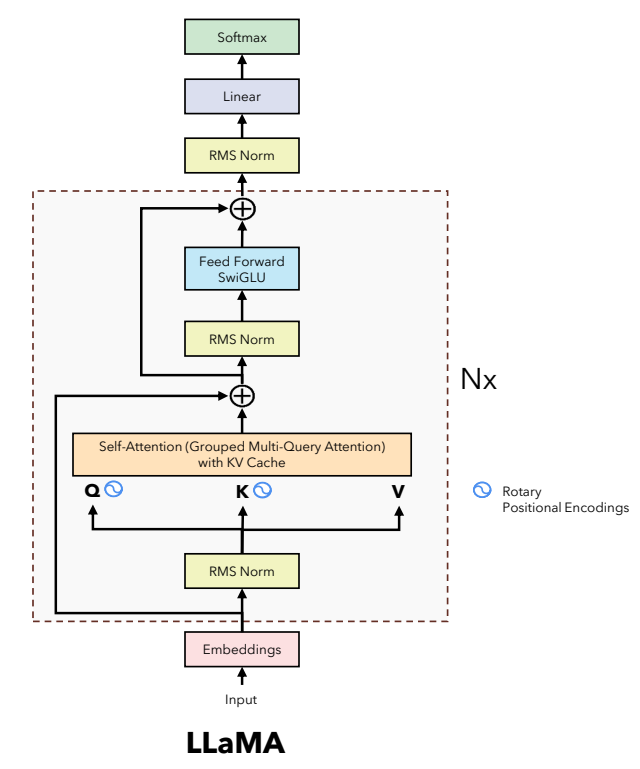 Softmax
Linear
RMS Norm
Feed Forward
SwiGLU
RMS Norm
Nx
Self-Attention (Grouped Multi-Query Attention)
with KV Cache
Q K V
Rotary
Positional Encodings
RMS Norm
Embeddings
Input
LLaMA